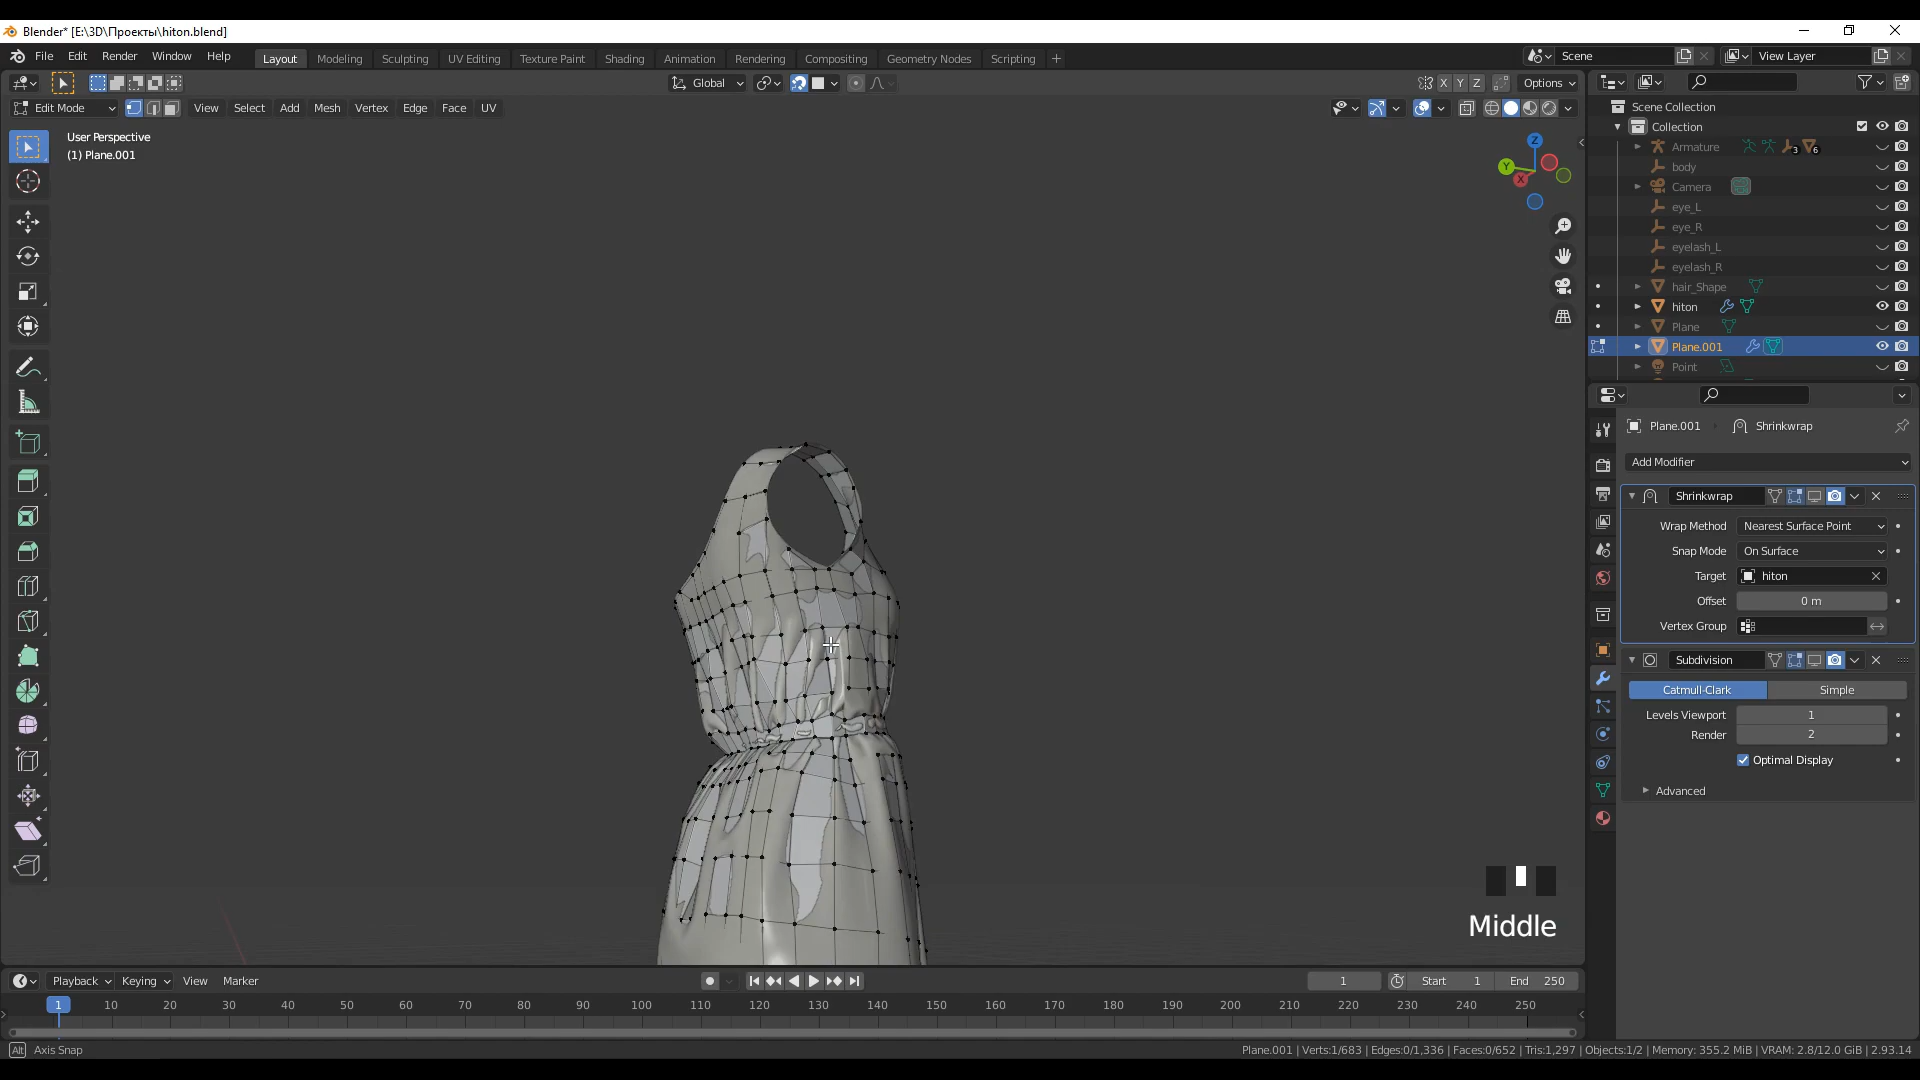 Blender* [E:\3D\Проекты\hiton.blend]
File Edit Render Window Help
Layout Modeling Sculpting UV Editing Texture Paint Shading Animation Rendering Compositing Geometry Nodes Scripting +
Scene
View Layer
Global
X Y Z
Options
Edit Mode
View Select Add Mesh Vertex Edge Face UV
User Perspective
(1) Plane.001
Z
Y
X
Middle
Scene Collection
Collection
Armature 3 6
body
Camera
eye_L
eye_R
eyelash_L
eyelash_R
hair_Shape
hiton
Plane
Plane.001
Point
Plane.001 Shrinkwrap
Add Modifier
Shrinkwrap
Wrap Method Nearest Surface Point
Snap Mode On Surface
Target hiton
Offset 0 m
Vertex Group
Subdivision
Catmull-Clark Simple
Levels Viewport 1
Render 2
Optimal Display
Advanced
Playback Keying View Marker
1 Start 1 End 250
1 10 20 30 40 50 60 70 80 90 100 110 120 130 140 150 160 170 180 190 200 210 220 230 240 250
Alt Axis Snap
Plane.001 | Verts:1/683 | Edges:0/1,336 | Faces:0/652 | Tris:1,297 | Objects:1/2 | Memory: 355.2 MiB | VRAM: 2.8/12.0 GiB | 2.93.14